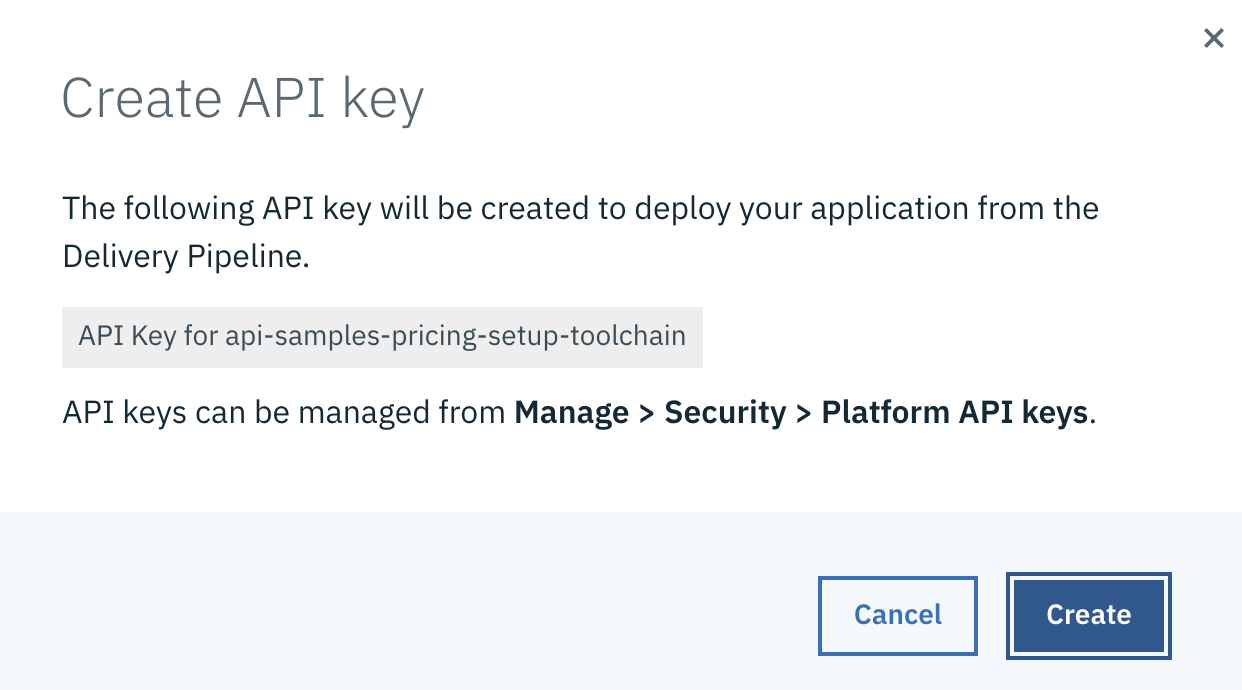 Create API key
The following API key will be created to deploy your application from the
Delivery Pipeline.
API Key for api-samples-pricing-setup-toolchain
API keys can be managed from Manage > Security > Platform API keys.
Cancel Create